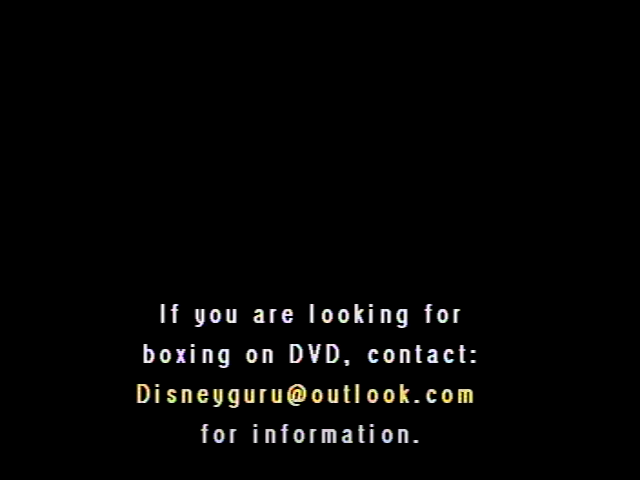 If you are looking for
boxing on DVD, contact:
Disneyguru@outlook.com
for information.